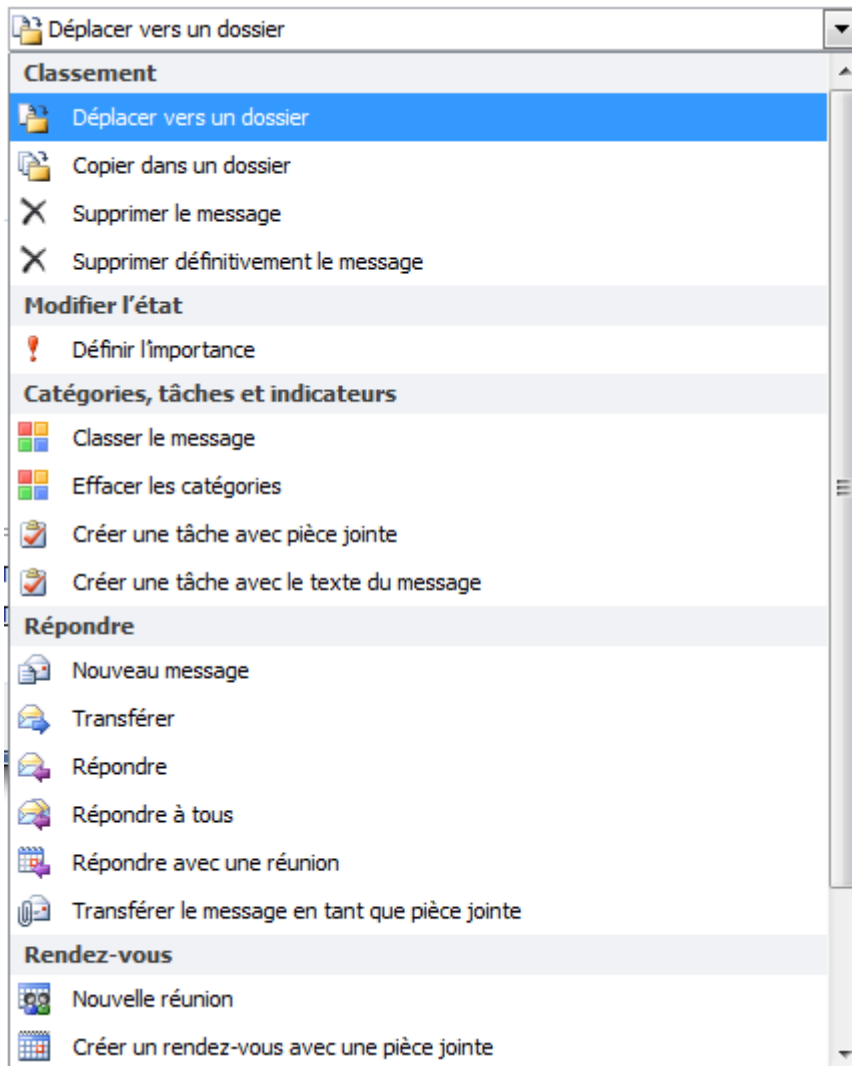 Déplacer vers un dossier
Classement
Déplacer vers un dossier
Copier dans un dossier
Supprimer le message
Supprimer définitivement le message
Modifier l’état
Définir l’importance
Catégories, tâches et indicateurs
Classer le message
Effacer les catégories
Créer une tâche avec pièce jointe
Créer une tâche avec le texte du message
Répondre
Nouveau message
Transférer
Répondre
Répondre à tous
Répondre avec une réunion
Transférer le message en tant que pièce jointe
Rendez-vous
Nouvelle réunion
Créer un rendez-vous avec une pièce jointe